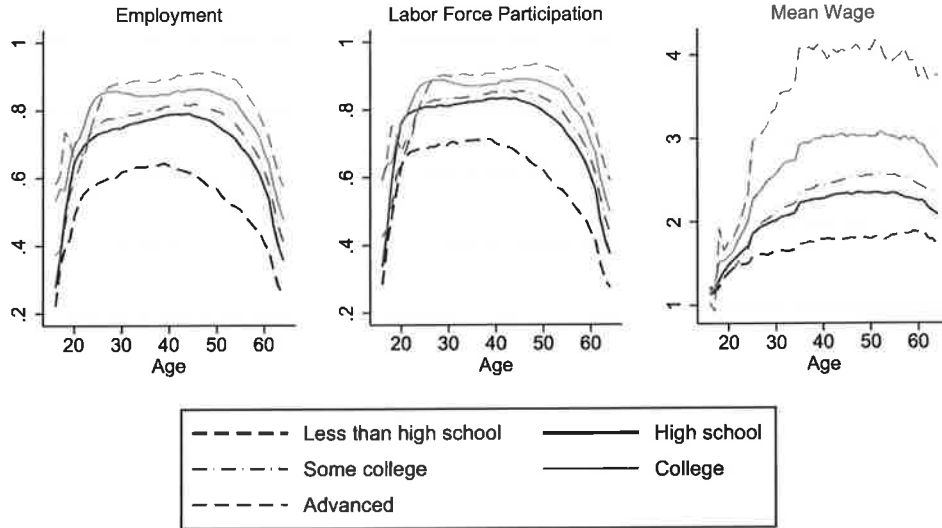 Employment Labor Force Participation Mean Wage
1 1 4
.8 .8 3
.6 .6 2
.4 .4 1
.2 .2
20 30 40 50 60 20 30 40 50 60 20 30 40 50 60
Age Age Age
Less than high school High school
Some college College
Advanced